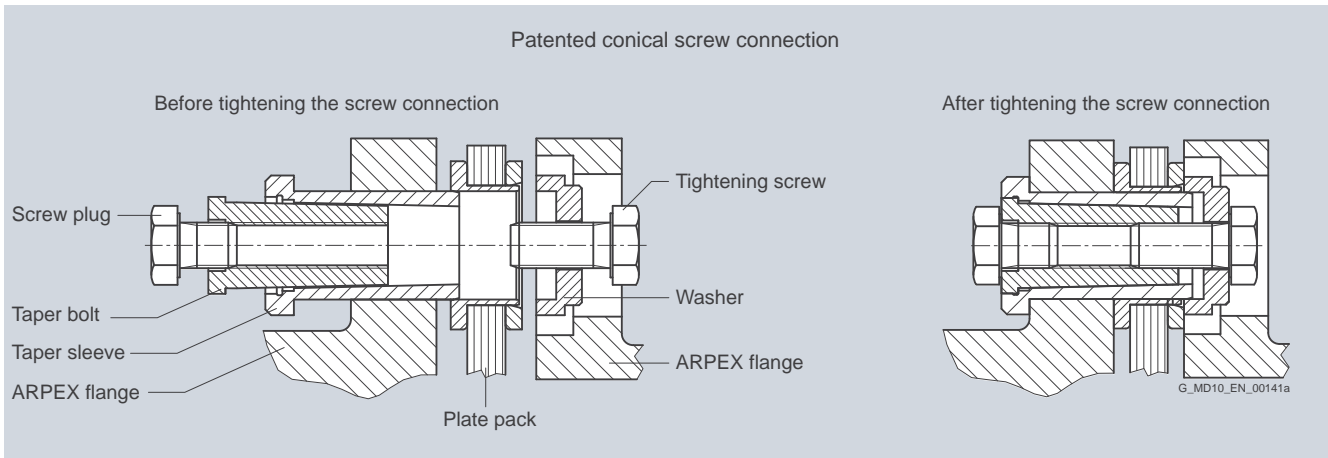 Patented conical screw connection
Before tightening the screw connection
After tightening the screw connection
Screw plug
Tightening screw
Taper bolt
Washer
Taper sleeve
ARPEX flange
ARPEX flange
Plate pack
G_MD10_EN_00141a